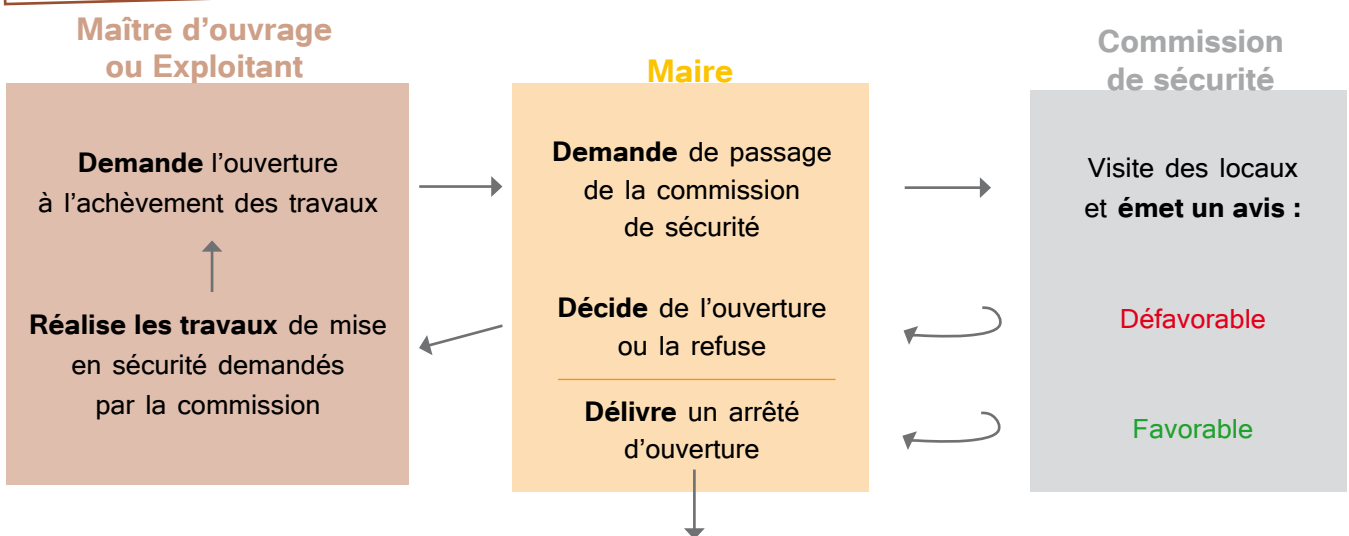 Maître d’ouvrage
ou Exploitant
Demande l’ouverture
à l’achèvement des travaux
Réalise les travaux de mise
en sécurité demandés
par la commission
Maire
Demande de passage
de la commission
de sécurité
Décide de l’ouverture
ou la refuse
Délivre un arrêté
d’ouverture
Commission
de sécurité
Visite des locaux
et émet un avis :
Défavorable
Favorable